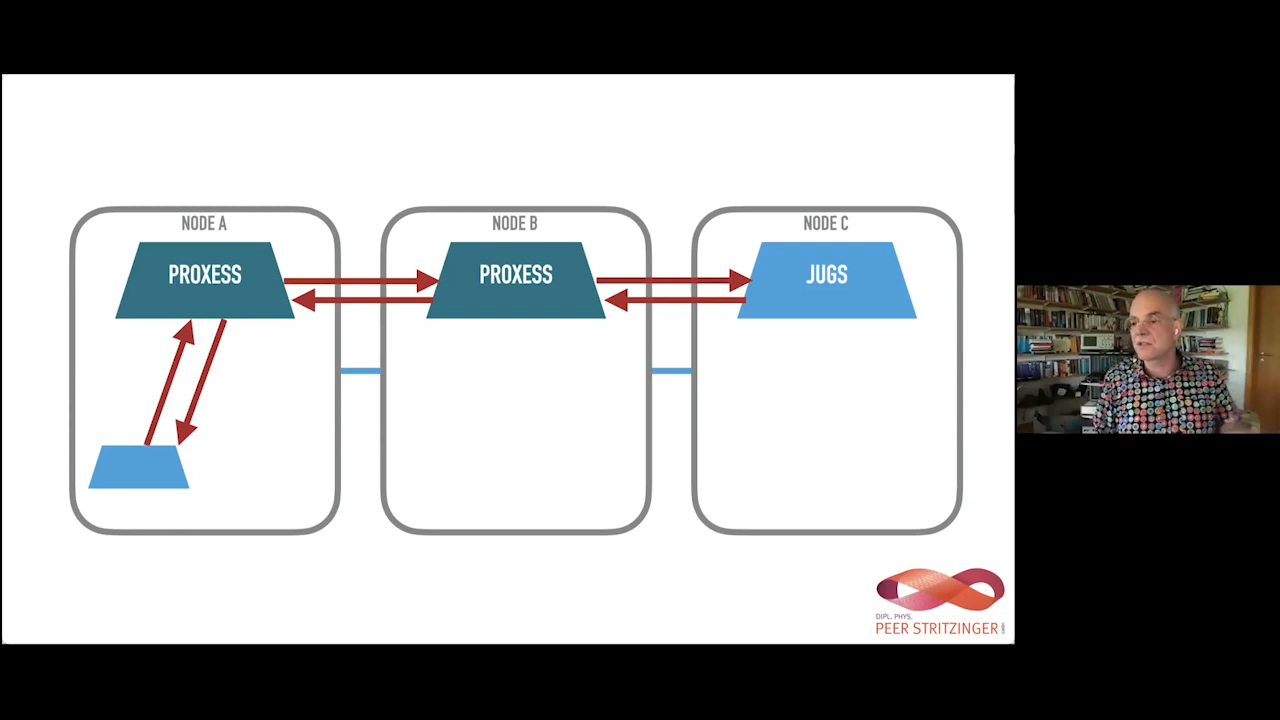 NODE A
NODE B
NODE C
PROXESS
PROXESS
JUGS
DIPL. PHYS.
PEER STRITZINGER